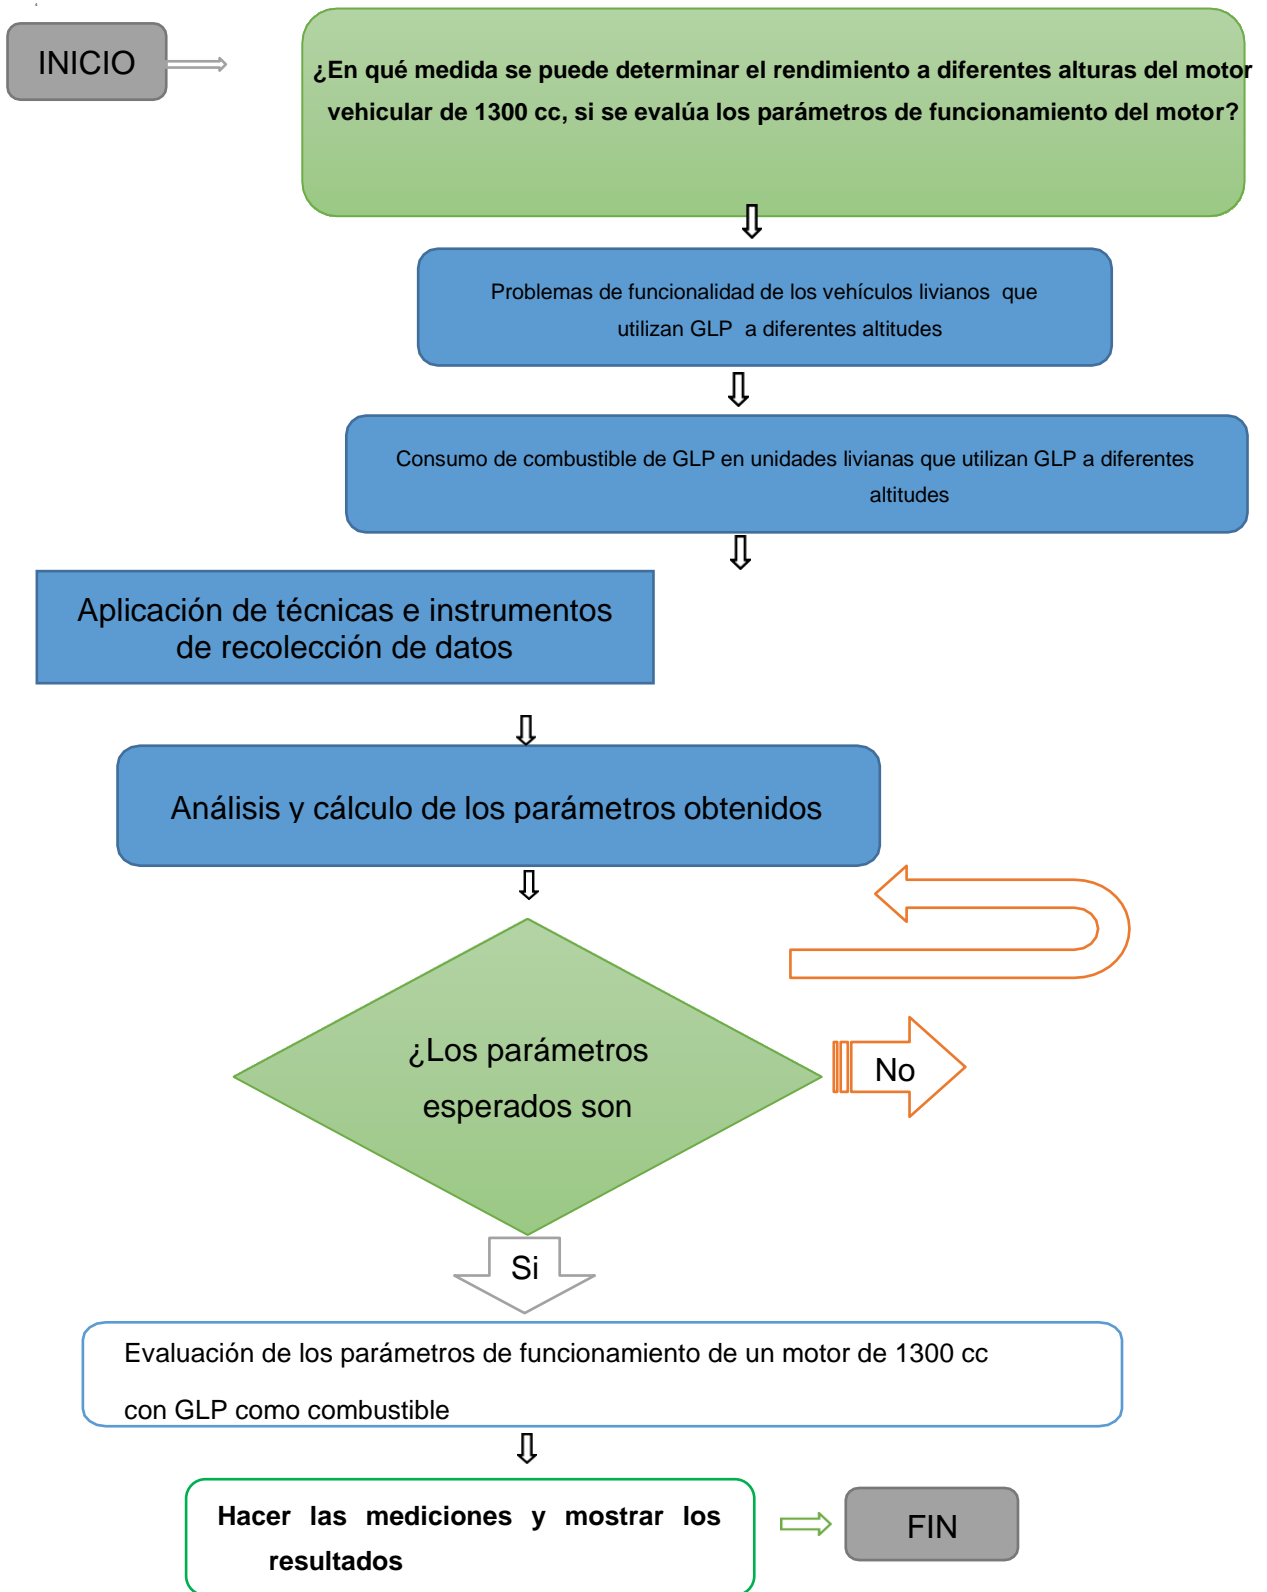 INICIO
¿En qué medida se puede determinar el rendimiento a diferentes alturas del motor
vehicular de 1300 cc, si se evalúa los parámetros de funcionamiento del motor?
Problemas de funcionalidad de los vehículos livianos que
utilizan GLP a diferentes altitudes
Consumo de combustible de GLP en unidades livianas que utilizan GLP a diferentes
altitudes
Aplicación de técnicas e instrumentos
de recolección de datos
Análisis y cálculo de los parámetros obtenidos
¿Los parámetros
esperados son
No
Si
Evaluación de los parámetros de funcionamiento de un motor de 1300 cc
con GLP como combustible
Hacer las mediciones y mostrar los
resultados
FIN